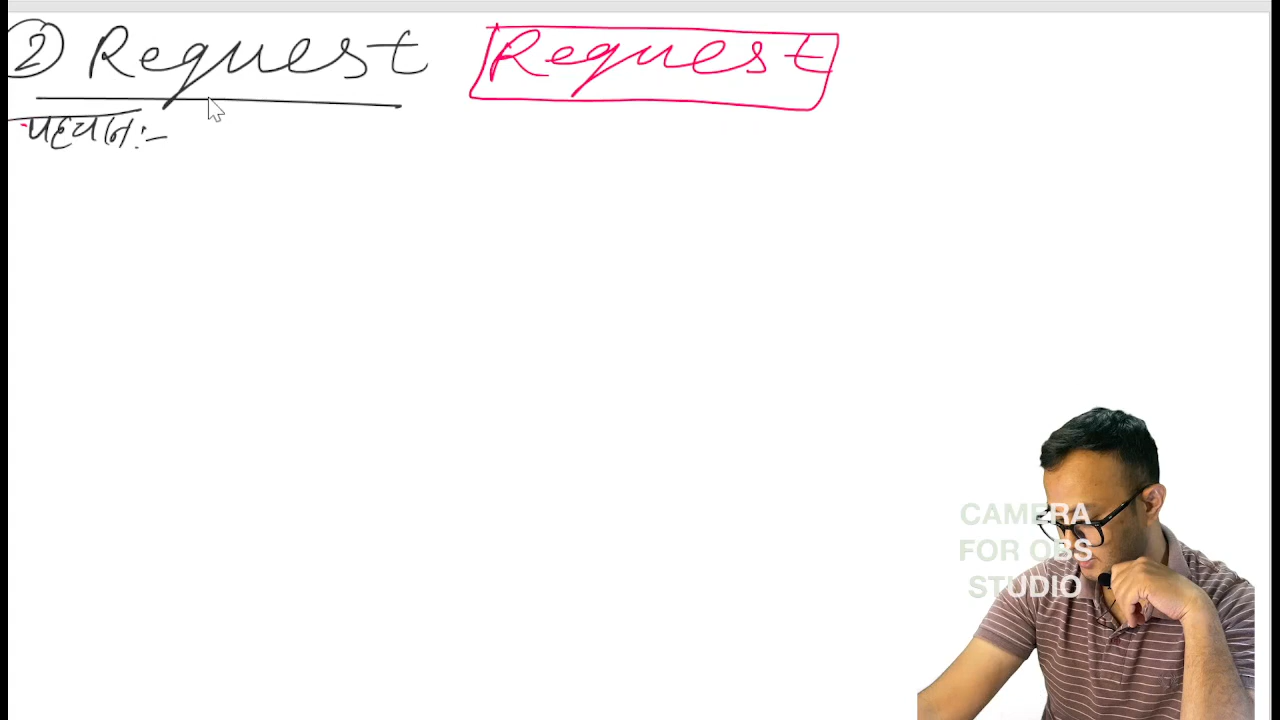 ② Request Request
पहचान:-
CAMERA
FOR OBS
STUDIO